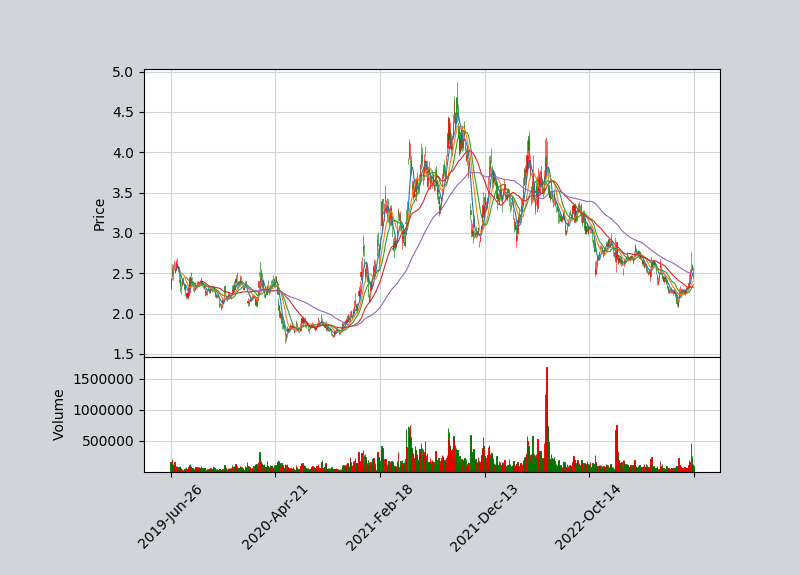 5.0
4.5
4.0
3.5
3.0
2.5
2.0
1.5
Price
1500000
1000000
500000
Volume
2019-Jun-26
2020-Apr-21
2021-Feb-18
2021-Dec-13
2022-Oct-14